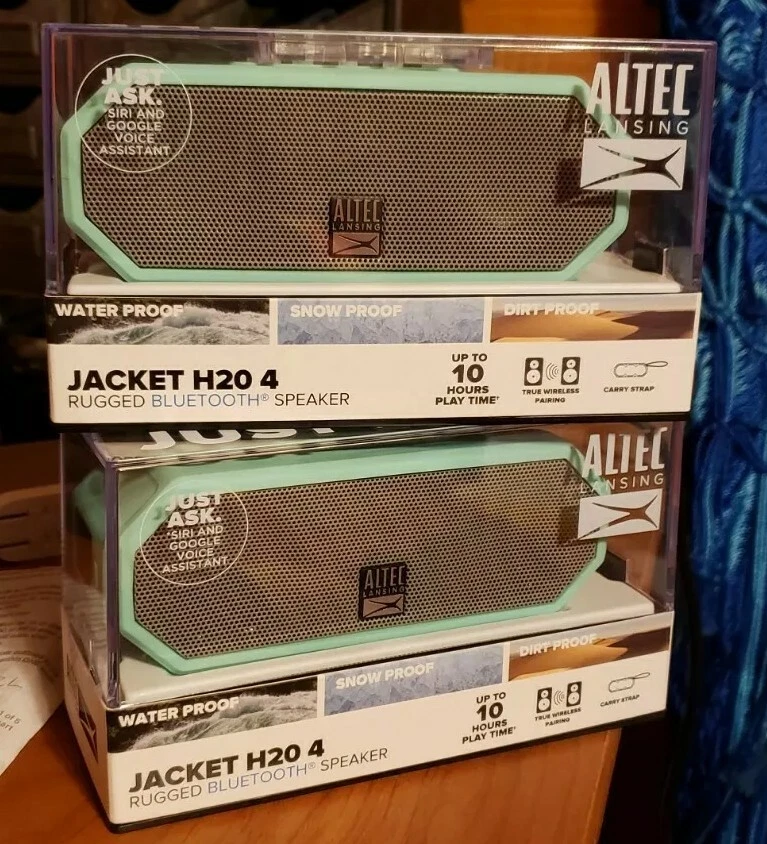 JUST
ASK.
*SIRI AND
GOOGLE
VOICE
ASSISTANT
ALTEC
LANSING
ALTEC
LANSING
WATER PROOF
SNOW PROOF
DIRT PROOF
JACKET H20 4
RUGGED BLUETOOTH® SPEAKER
UP TO
10
HOURS
PLAY TIME†
TRUE WIRELESS
PAIRING
CARRY STRAP
JUST
JUST
ASK.
*SIRI AND
GOOGLE
VOICE
ASSISTANT
ALTEC
LANSING
ALTEC
LANSING
WATER PROOF
SNOW PROOF
DIRT PROOF
JACKET H20 4
RUGGED BLUETOOTH® SPEAKER
UP TO
10
HOURS
PLAY TIME†
TRUE WIRELESS
PAIRING
CARRY STRAP